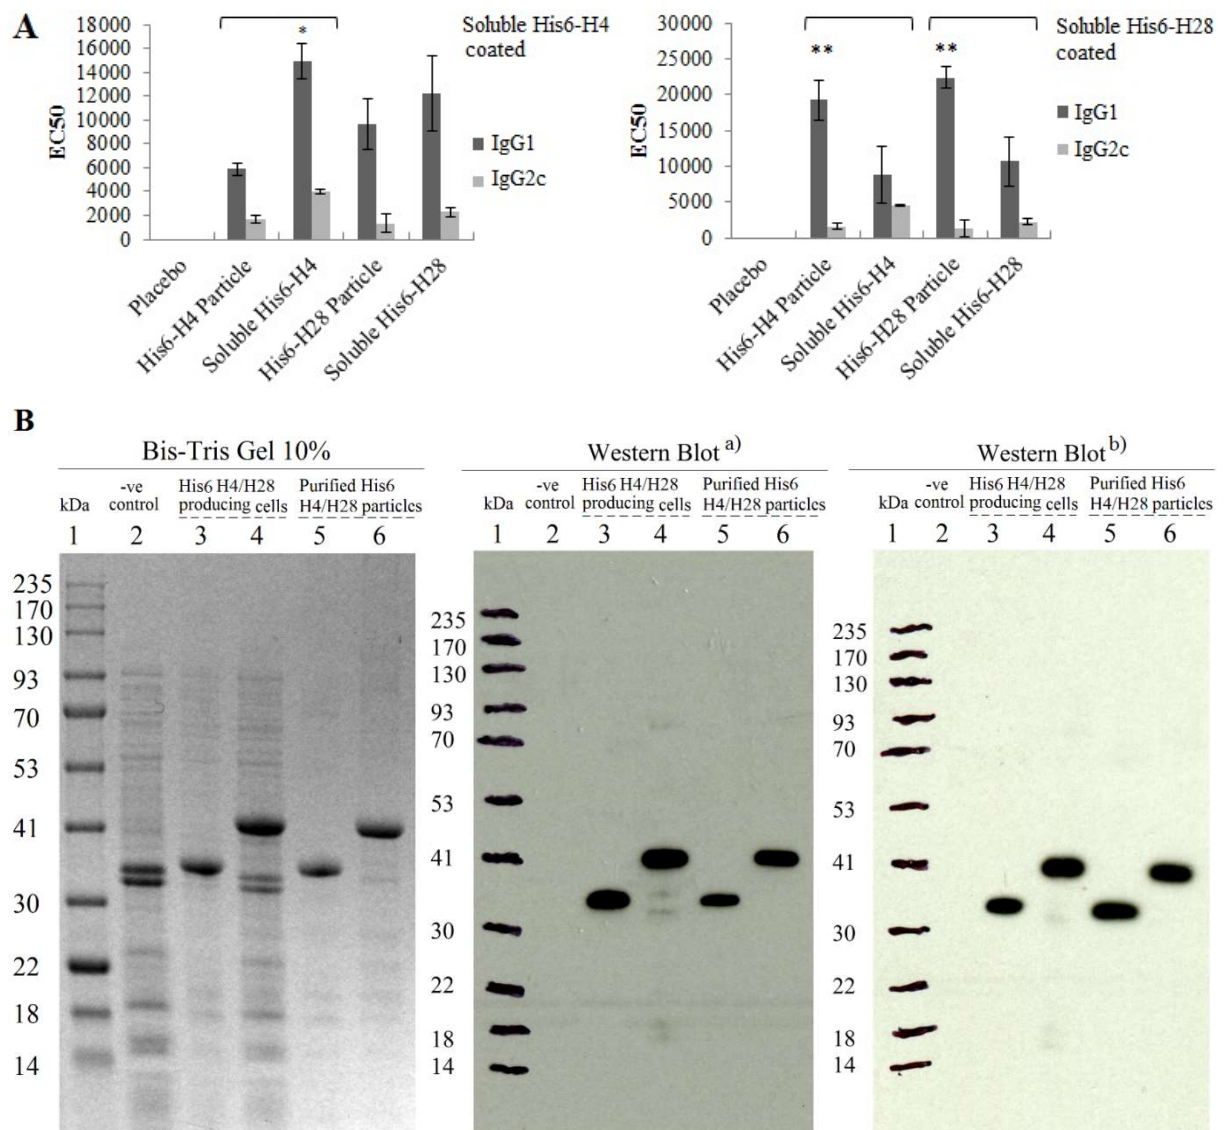 A
18000
16000
14000
12000
10000
8000
6000
4000
2000
0
EC50
*
Soluble His6-H4
coated
IgG1
IgG2c
Placebo
His6-H4 Particle
Soluble His6-H4
His6-H28 Particle
Soluble His6-H28
30000
25000
20000
15000
10000
5000
0
EC50
** **
Soluble His6-H28
coated
IgG1
IgG2c
Placebo
His6-H4 Particle
Soluble His6-H4
His6-H28 Particle
Soluble His6-H28
B
Bis-Tris Gel 10%
kDa
-ve
control
His6 H4/H28
producing cells
Purified His6
H4/H28 particles
1 2 3 4 5 6
235
170
130
93
70
53
41
30
22
18
14
Western Blot a)
kDa
-ve
control
His6 H4/H28
producing cells
Purified His6
H4/H28 particles
1 2 3 4 5 6
235
170
130
93
70
53
41
30
22
18
14
Western Blot b)
kDa
-ve
control
His6 H4/H28
producing cells
Purified His6
H4/H28 particles
1 2 3 4 5 6
235
170
130
93
70
53
41
30
22
18
14